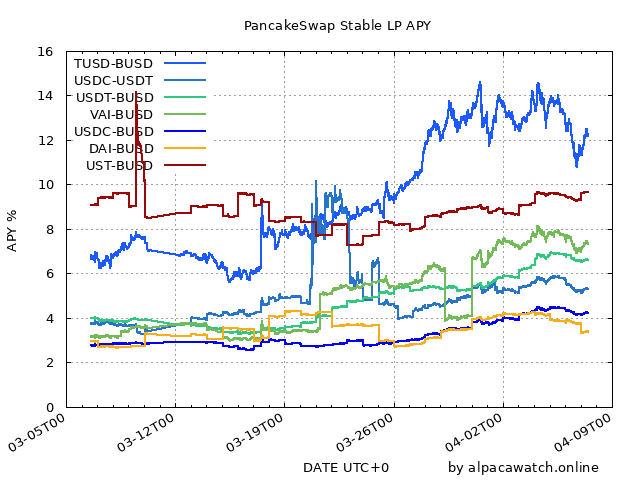 PancakeSwap Stable LP APY
APY %
16
14
12
10
8
6
4
2
0
TUSD-BUSD
USDC-USDT
USDT-BUSD
VAI-BUSD
USDC-BUSD
DAI-BUSD
UST-BUSD
03-05T00
03-12T00
03-19T00
03-26T00
04-02T00
04-09T00
DATE UTC+0
by alpacawatch.online